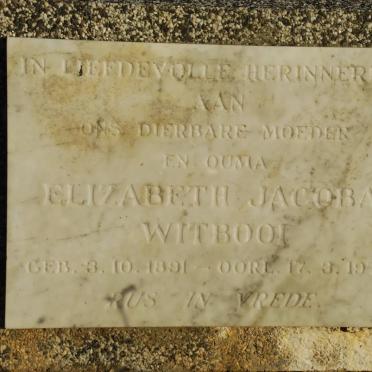 IN LIEFDEVOLLE HERINNERI
AAN
ONS DIERBARE MOEDER
EN OUMA
ELIZABETH JACOBA
WITBOOI
GEB. 3. 10. 1891 – OORL. 17. 3. 19
RUS IN VREDE.